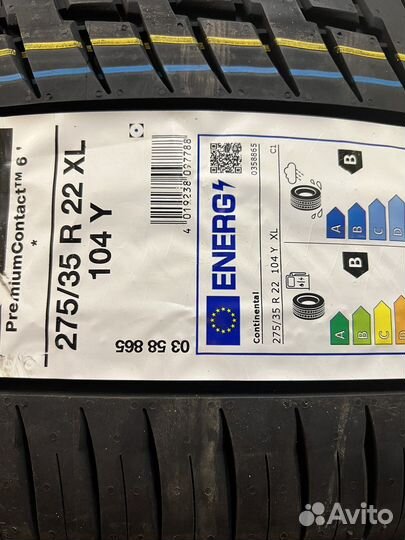 PremiumContact™ 6 '
*
275/35 R 22 XL
104 Y
4 019238 097788
03 58 865
ENERG
0358865
C1
Continental
275/35 R 22 104 Y XL
B
A
B
C
D
B
A
B
C
D
Avito